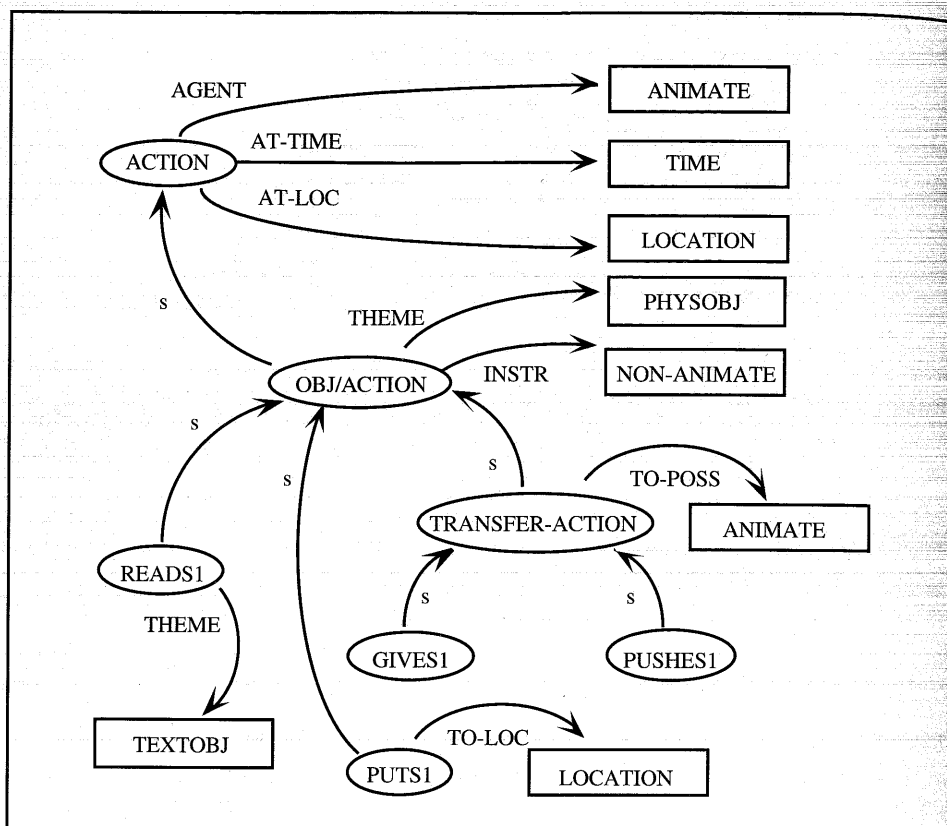 AGENT
ANIMATE
AT-TIME
ACTION
TIME
AT-LOC
LOCATION
PHYSOBJ
s
THEME
OBJ/ACTION
INSTR
NON-ANIMATE
s
s
s
TO-POSS
TRANSFER-ACTION
ANIMATE
READS1
s
s
THEME
GIVES1
PUSHES1
TEXTOBJ
TO-LOC
PUTS1
LOCATION